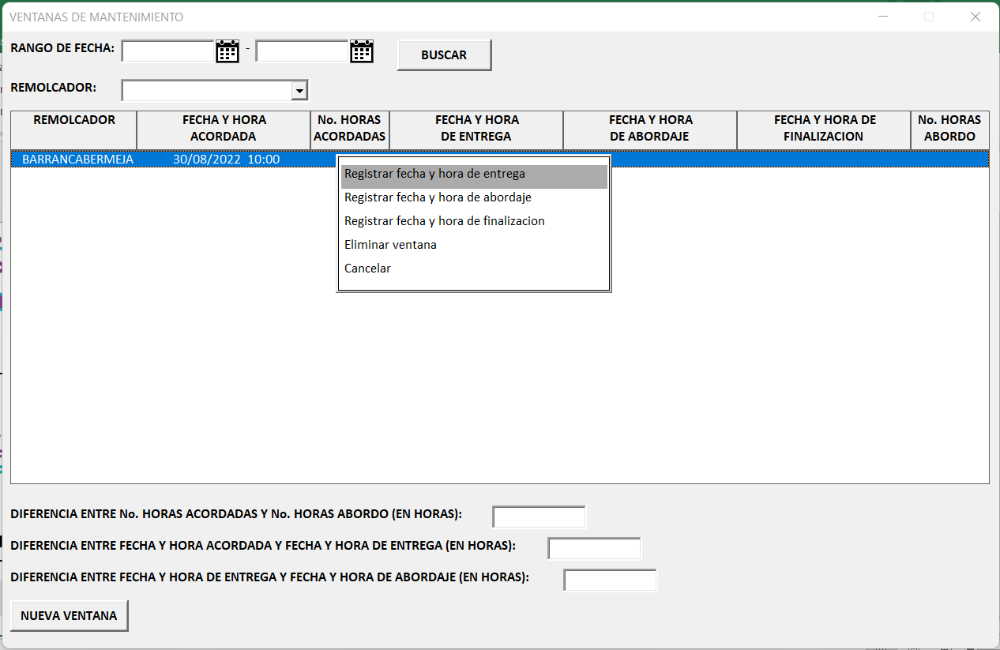 VENTANAS DE MANTENIMIENTO
RANGO DE FECHA: -
BUSCAR
REMOLCADOR:
REMOLCADOR
FECHA Y HORA
ACORDADA
No. HORAS
ACORDADAS
FECHA Y HORA
DE ENTREGA
FECHA Y HORA
DE ABORDAJE
FECHA Y HORA DE
FINALIZACION
No. HORAS
ABORDO
BARRANCABERMEJA 30/08/2022 10:00
Registrar fecha y hora de entrega
Registrar fecha y hora de abordaje
Registrar fecha y hora de finalizacion
Eliminar ventana
Cancelar
DIFERENCIA ENTRE No. HORAS ACORDADAS Y No. HORAS ABORDO (EN HORAS):
DIFERENCIA ENTRE FECHA Y HORA ACORDADA Y FECHA Y HORA DE ENTREGA (EN HORAS):
DIFERENCIA ENTRE FECHA Y HORA DE ENTREGA Y FECHA Y HORA DE ABORDAJE (EN HORAS):
NUEVA VENTANA